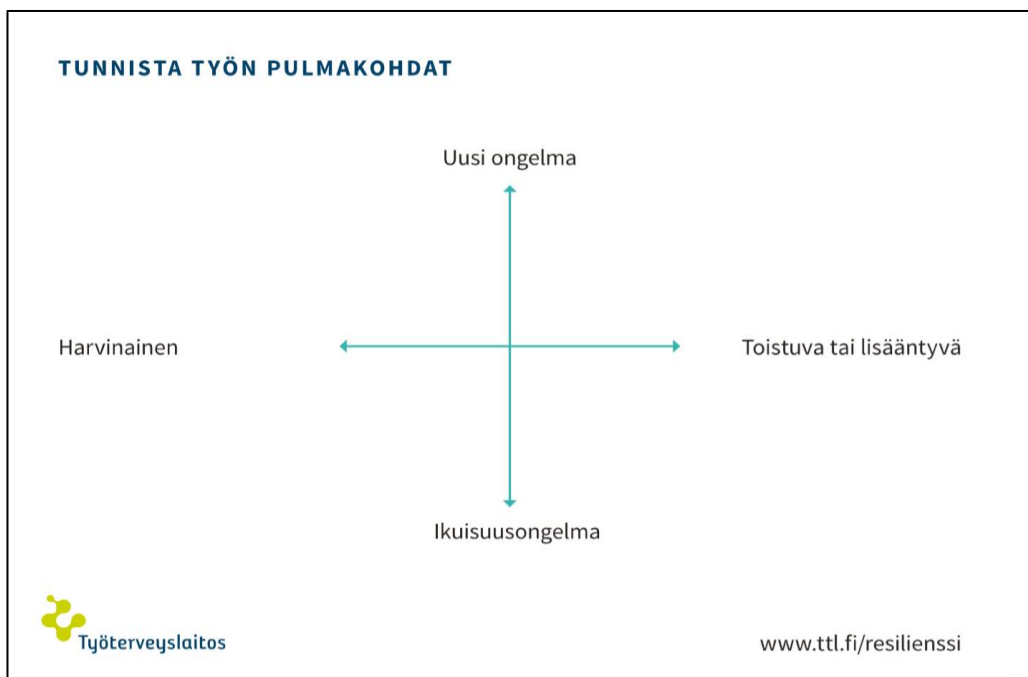 TUNNISTA TYÖN PULMAKOHDAT
Uusi ongelma
Harvinainen
Toistuva tai lisääntyvä
Ikuisuusongelma
Työterveyslaitos
www.ttl.fi/resilienssi